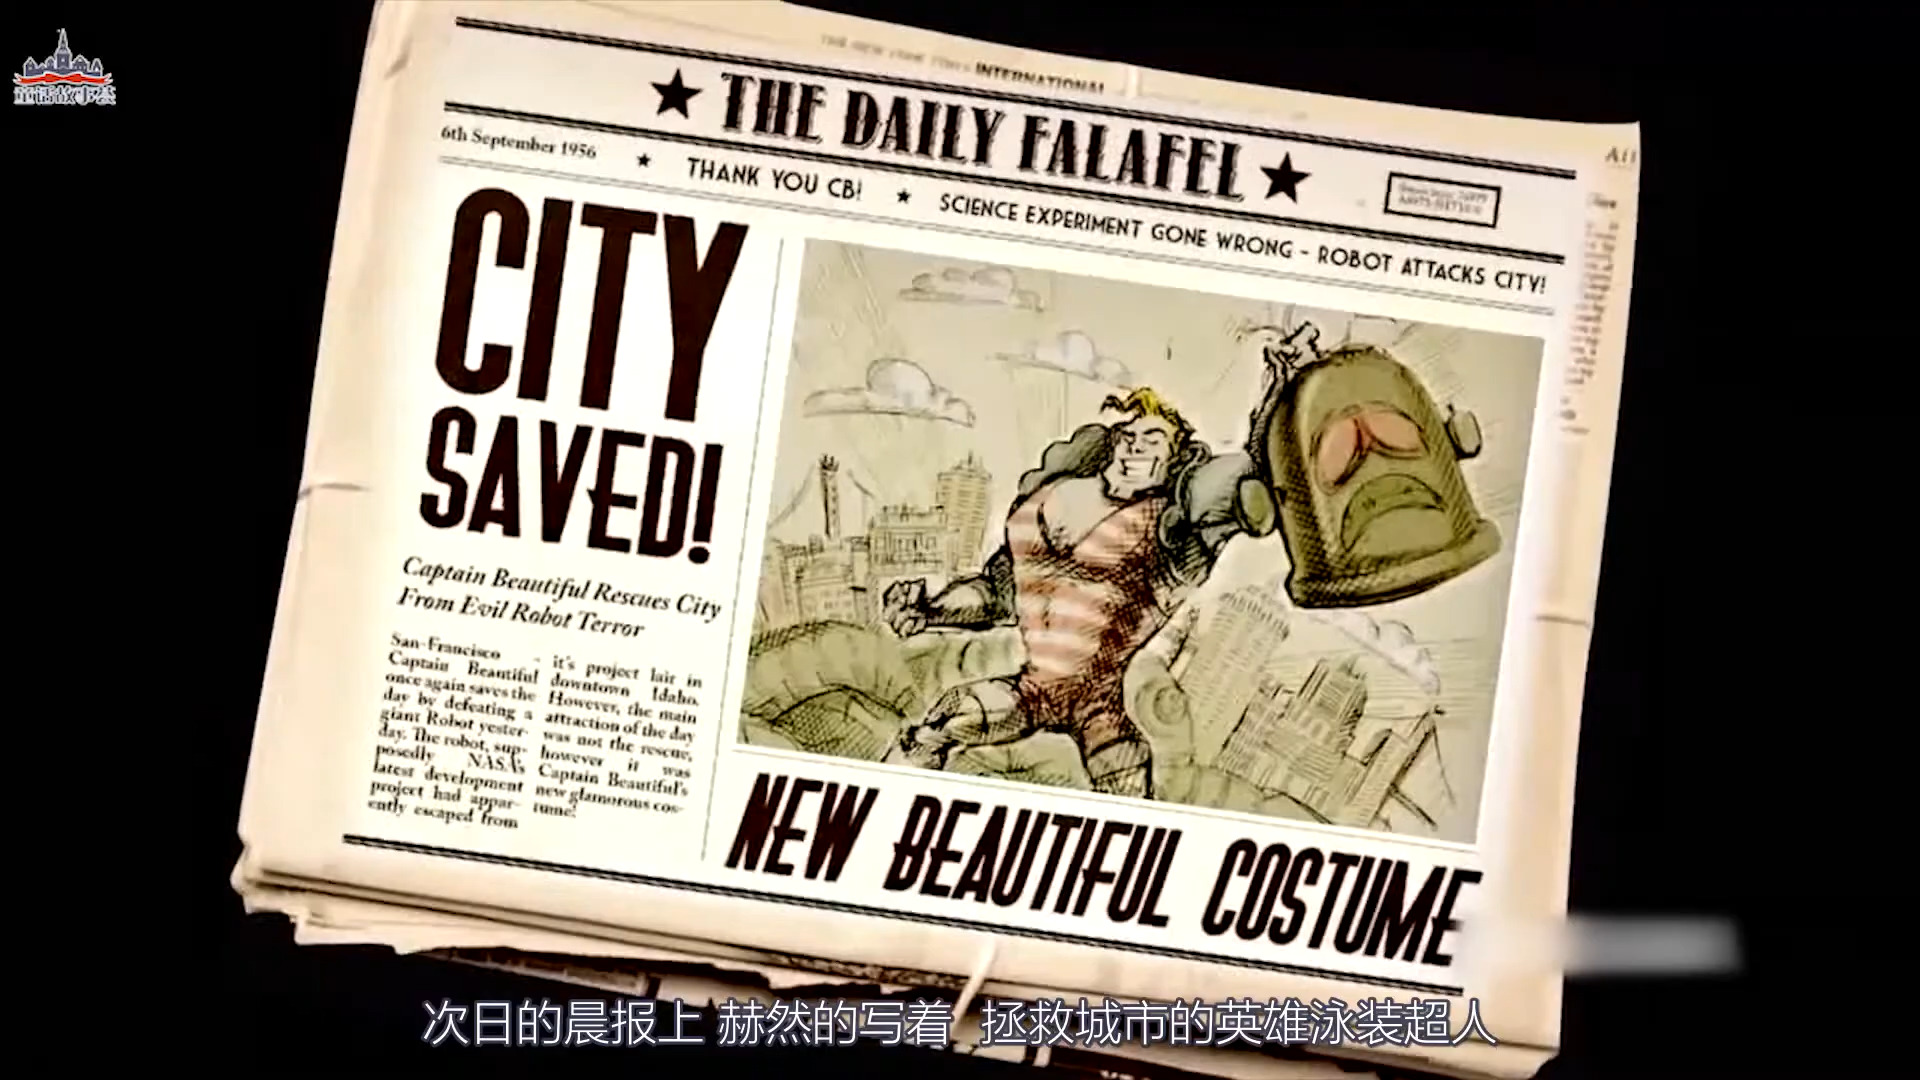 童话故事荟
INTERNATIONAL
THE DAILY FALAFEL
6th September 1956
THANK YOU CB!
SCIENCE EXPERIMENT GONE WRONG - ROBOT ATTACKS CITY!
CITY
SAVED!
Captain Beautiful Rescues City
From Evil Robot Terror
San-Francisco -
Captain Beautiful
once again saves the
day by defeating a
giant Robot yester-
day. The robot, sup-
posedly NASA's
latest development
project had appar-
ently escaped from
it's project lair in
downtown Idaho.
However, the main
attraction of the day
was not the rescue,
however it was
Captain Beautiful's
new glamorous cos-
tume!
NEW BEAUTIFUL COSTUME
次日的晨报上 赫然的写着 拯救城市的英雄泳装超人